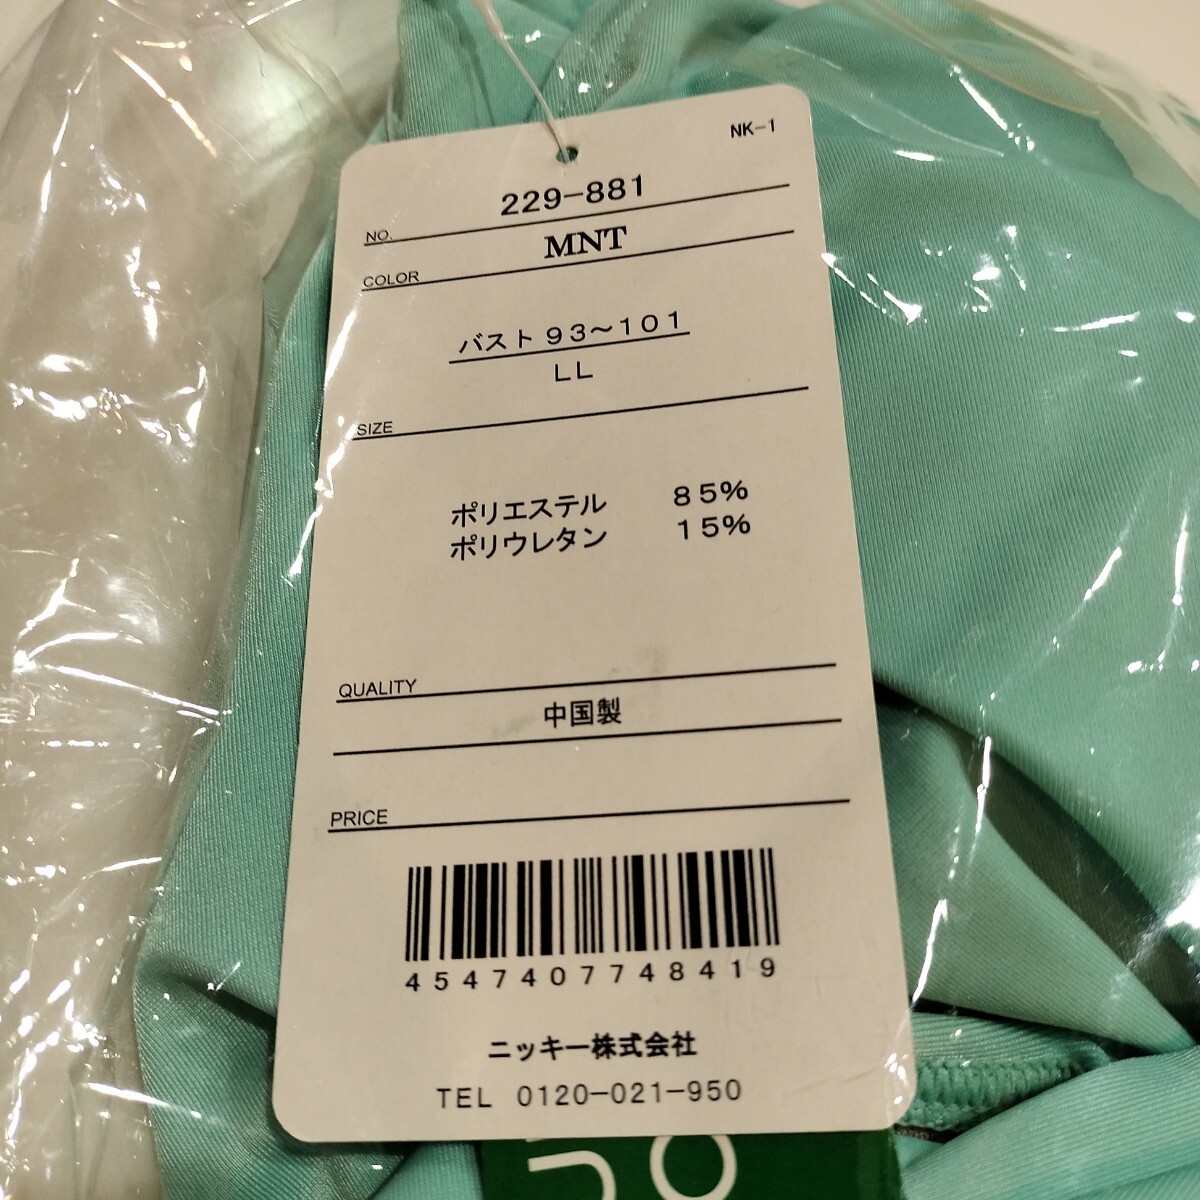 NK-1
229-881
NO.
MNT
COLOR
バスト 93〜101
LL
SIZE
ポリエステル 85%
ポリウレタン 15%
QUALITY
中国製
PRICE
4547407748419
ニッキー株式会社
TEL 0120-021-950